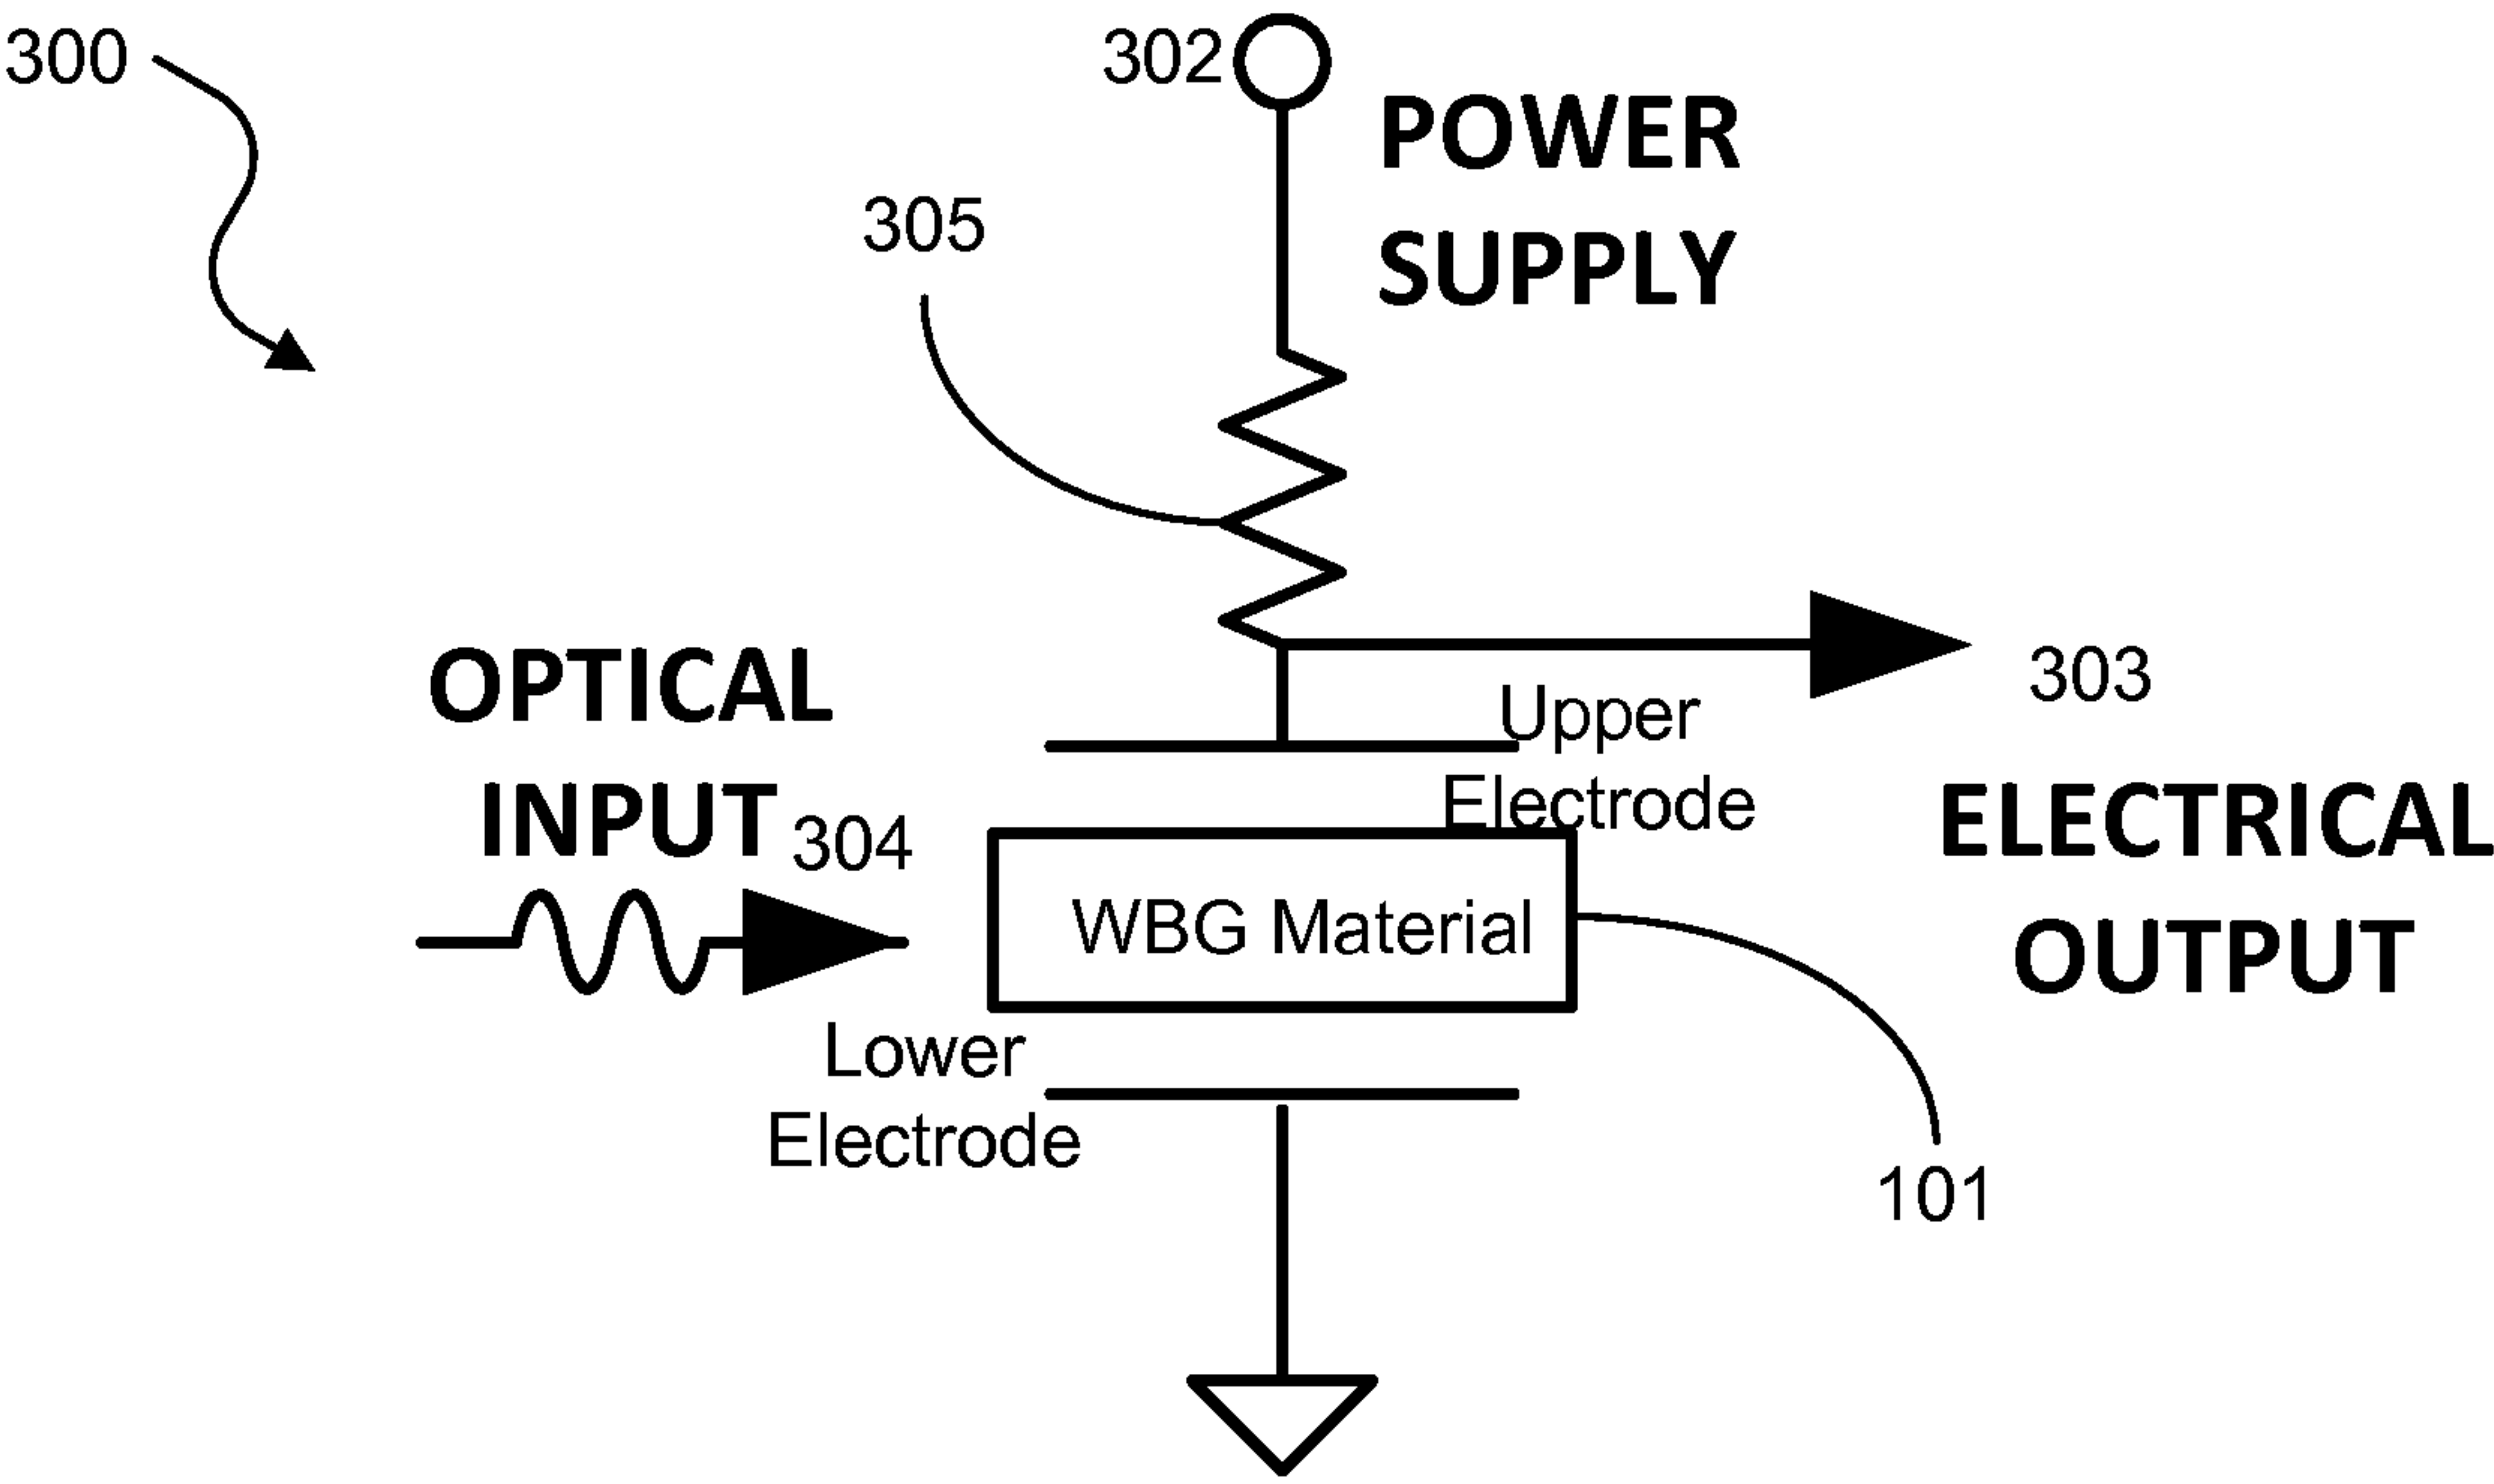 300
302
POWER
SUPPLY
305
OPTICAL
INPUT
304
303
Upper
Electrode
ELECTRICAL
OUTPUT
WBG Material
Lower
Electrode
101